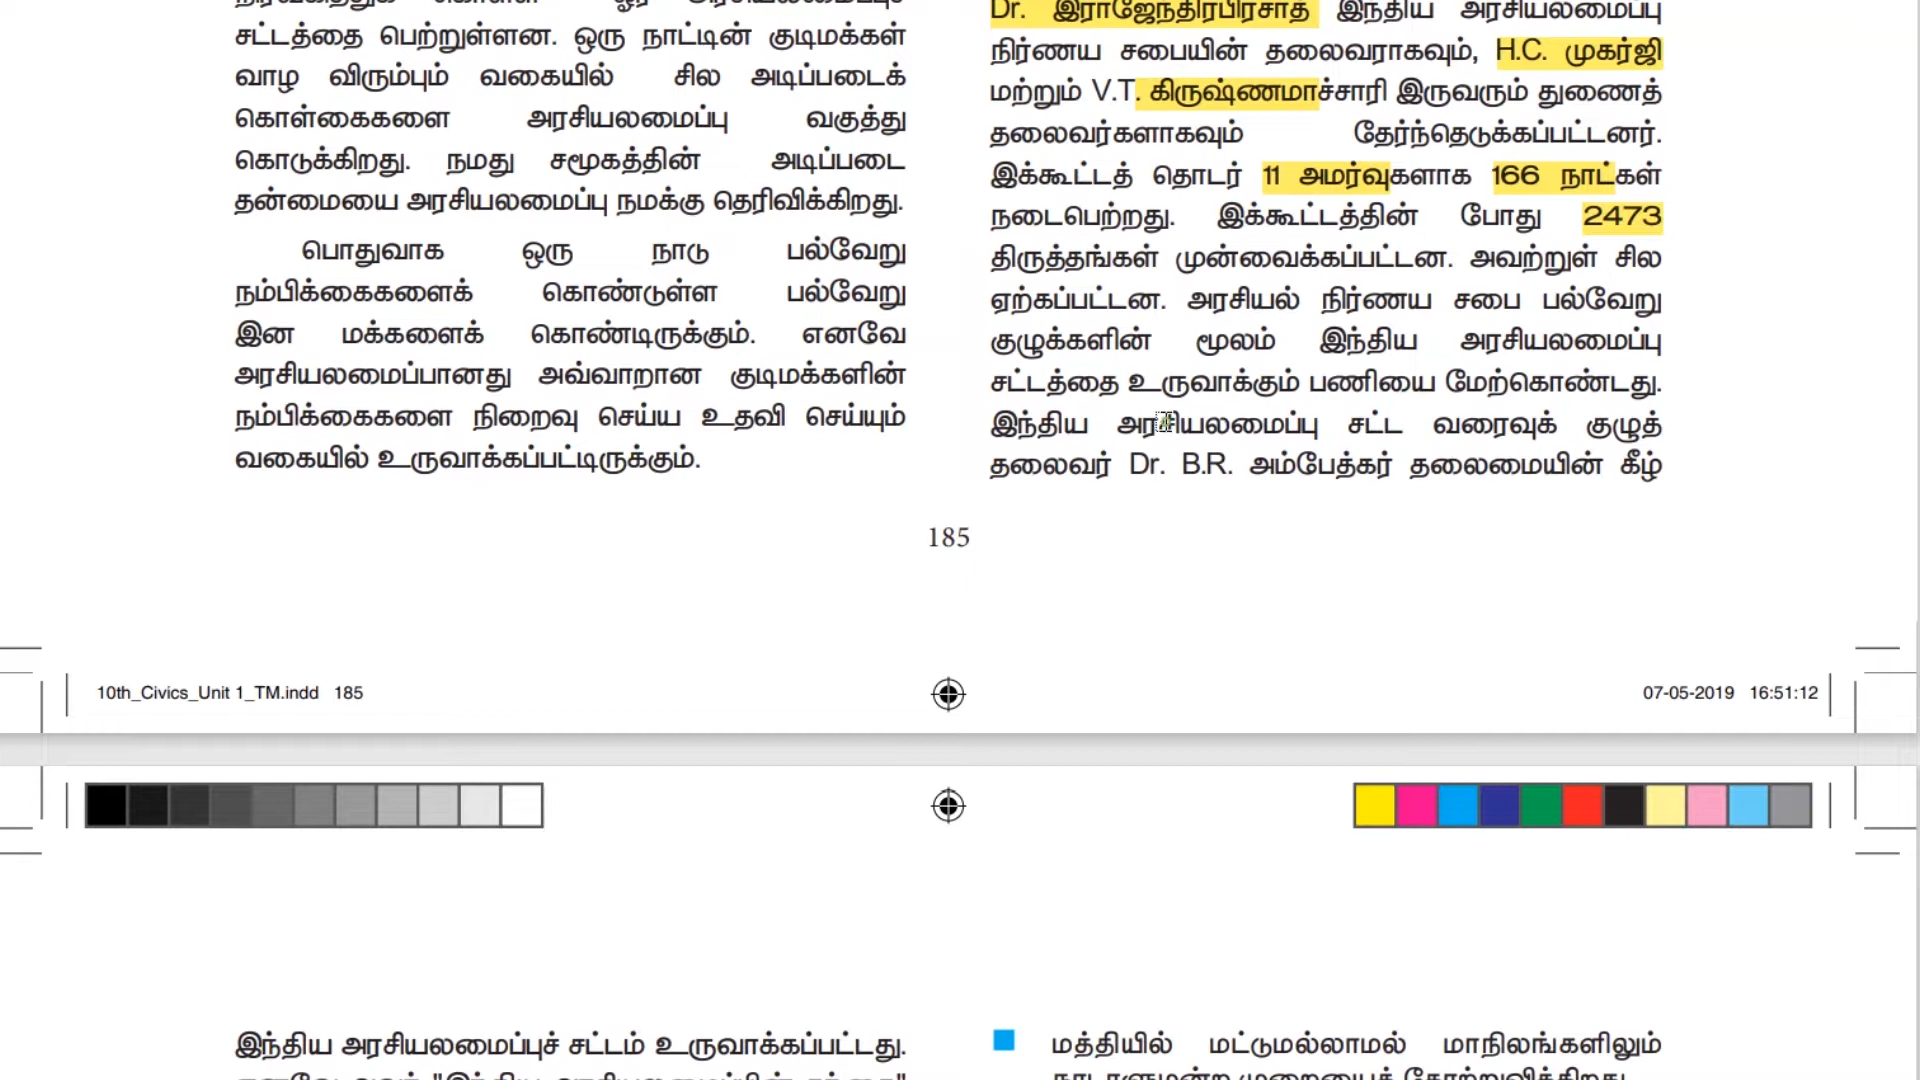 சட்டத்தை பெற்றுள்ளன. ஒரு நாட்டின் குடிமக்கள்
வாழ விரும்பும் வகையில் சில அடிப்படைக்
கொள்கைகளை அரசியலமைப்பு வகுத்து
கொடுக்கிறது. நமது சமூகத்தின் அடிப்படை
தன்மையை அரசியலமைப்பு நமக்கு தெரிவிக்கிறது.
பொதுவாக ஒரு நாடு பல்வேறு
நம்பிக்கைகளைக் கொண்டுள்ள பல்வேறு
இன மக்களைக் கொண்டிருக்கும். எனவே
அரசியலமைப்பானது அவ்வாறான குடிமக்களின்
நம்பிக்கைகளை நிறைவு செய்ய உதவி செய்யும்
வகையில் உருவாக்கப்பட்டிருக்கும்.
Dr. இராஜேந்திரபிரசாத் இந்திய அரசியலமைப்பு
நிர்ணய சபையின் தலைவராகவும், H.C. முகர்ஜி
மற்றும் V.T. கிருஷ்ணமாச்சாரி இருவரும் துணைத்
தலைவர்களாகவும் தேர்ந்தெடுக்கப்பட்டனர்.
இக்கூட்டத் தொடர் 11 அமர்வுகளாக 166 நாட்கள்
நடைபெற்றது. இக்கூட்டத்தின் போது 2473
திருத்தங்கள் முன்வைக்கப்பட்டன. அவற்றுள் சில
ஏற்கப்பட்டன. அரசியல் நிர்ணய சபை பல்வேறு
குழுக்களின் மூலம் இந்திய அரசியலமைப்பு
சட்டத்தை உருவாக்கும் பணியை மேற்கொண்டது.
இந்திய அரசியலமைப்பு சட்ட வரைவுக் குழுத்
தலைவர் Dr. B.R. அம்பேத்கர் தலைமையின் கீழ்
185
10th_Civics_Unit 1_TM.indd 185
07-05-2019 16:51:12
இந்திய அரசியலமைப்புச் சட்டம் உருவாக்கப்பட்டது.
மத்தியில் மட்டுமல்லாமல் மாநிலங்களிலும்